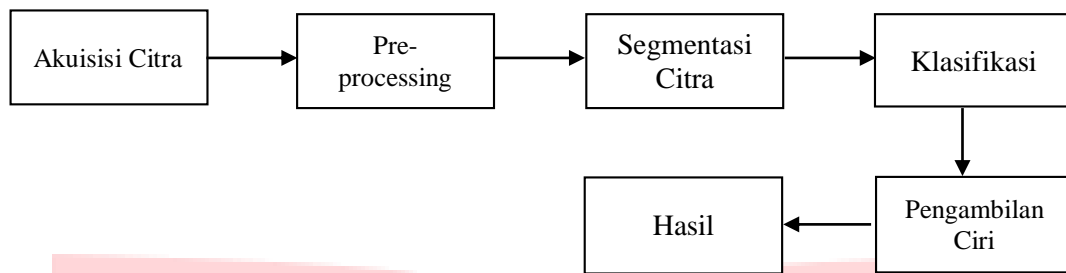 Akuisisi Citra
Pre-
processing
Segmentasi
Citra
Klasifikasi
Pengambilan
Ciri
Hasil